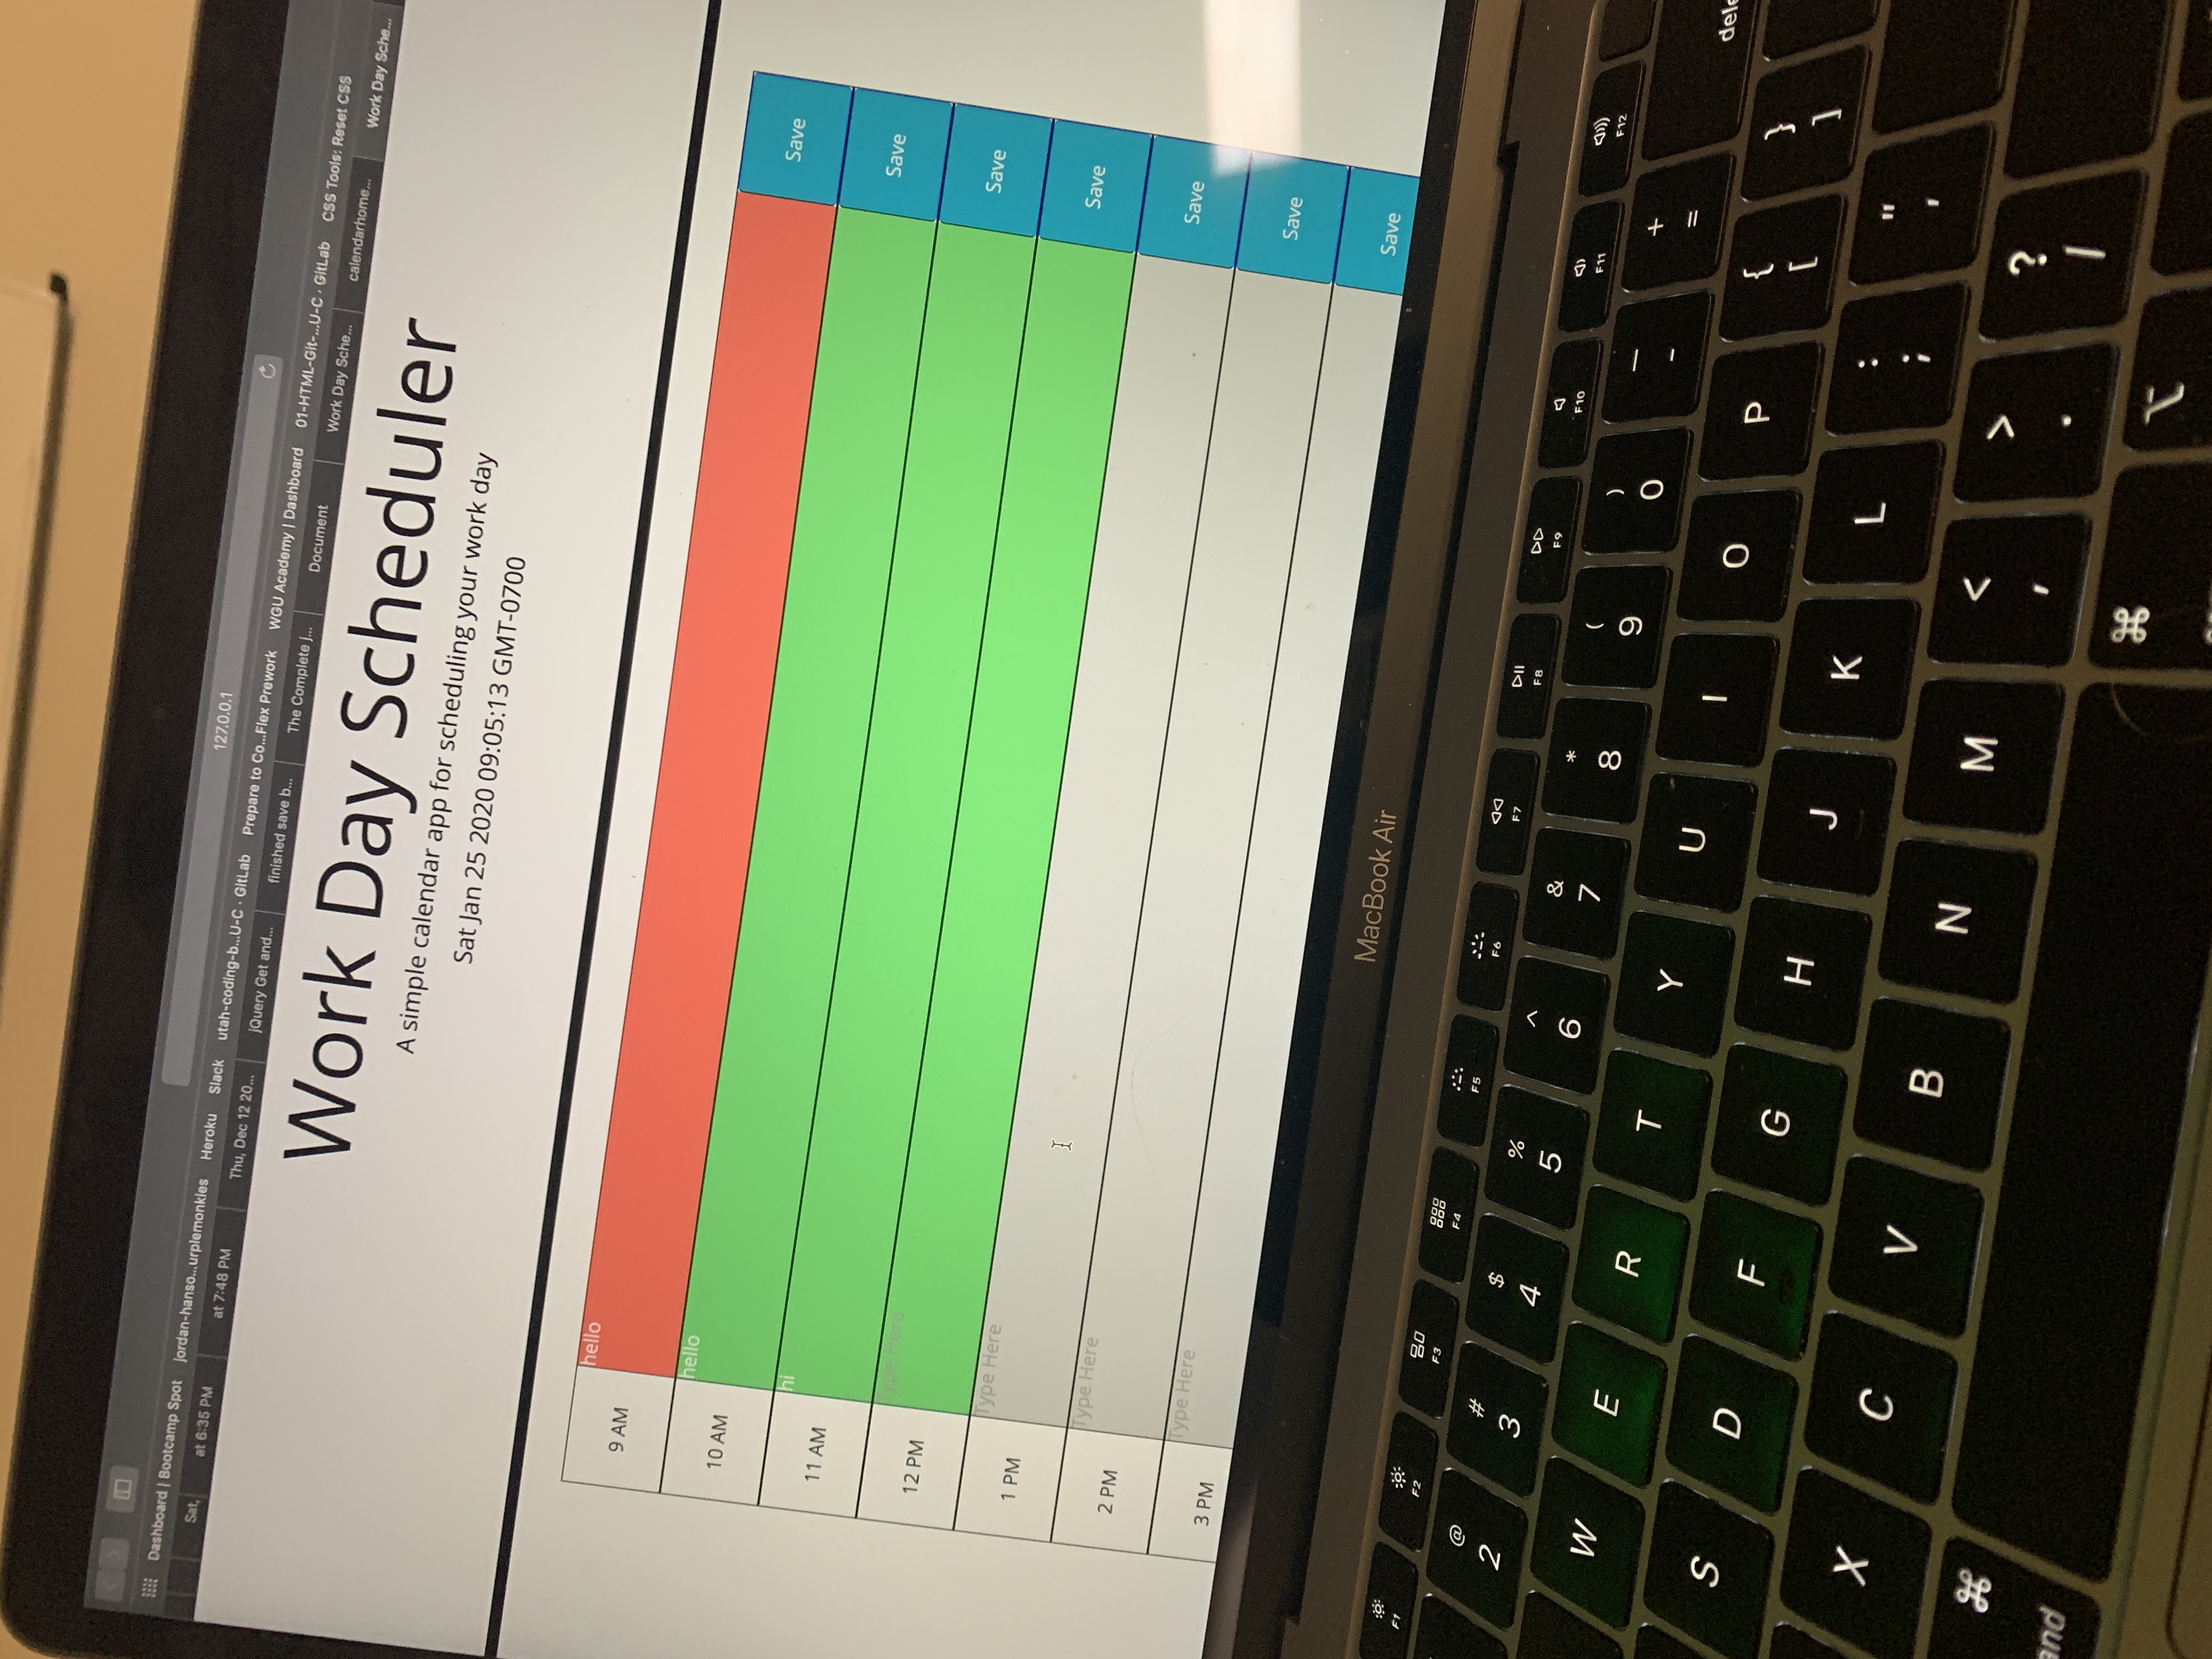 127.0.0.1
Dashboard | Bootcamp Spot jordan-hanso...urplemonkies Heroku Slack utah-coding-b...U-C · GitLab Prepare to Co...Flex Prework WGU Academy | Dashboard 01-HTML-Git-...U-C · GitLab CSS Tools: Reset CSS
Sat, at 6:35 PM at 7:48 PM Thu, Dec 12 20... jQuery Get and... finished save b... The Complete j... Document Work Day Sche... calendarhome... Work Day Sche...
Work Day Scheduler
A simple calendar app for scheduling your work day
Sat Jan 25 2020 09:05:13 GMT-0700
9 AM hello Save
10 AM hello Save
11 AM hi Save
12 PM Type Here Save
1 PM Type Here Save
2 PM Type Here Save
3 PM Type Here Save
MacBook Air
F1 F2 F3 F4 F5 F6 F7 F8 F9 F10 F11 F12
@ # $ % ^ & * ( ) — +
2 3 4 5 6 7 8 9 0 - =
W E R T Y U I O P { [ } ]
dele
S D F G H J K L : ; " '
X C V B N M < , > . ? /
⌘ ⌘ ⌥
and